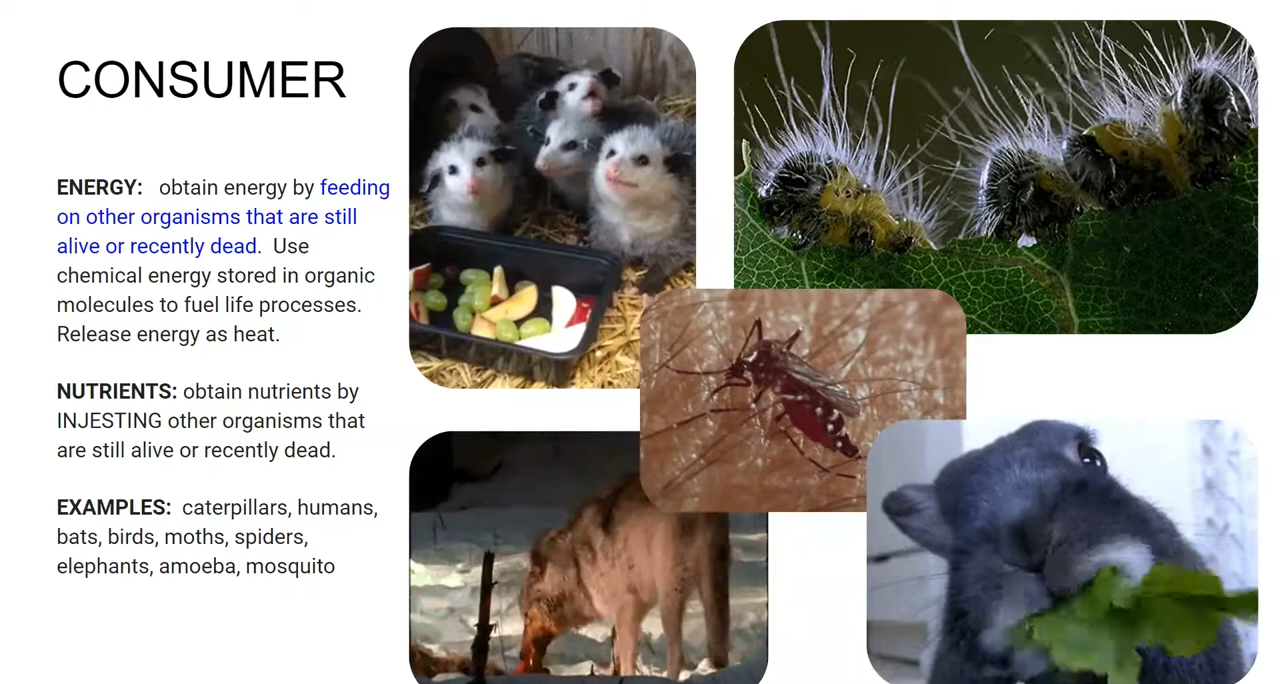 CONSUMER
ENERGY: obtain energy by feeding
on other organisms that are still
alive or recently dead. Use
chemical energy stored in organic
molecules to fuel life processes.
Release energy as heat.
NUTRIENTS: obtain nutrients by
INJESTING other organisms that
are still alive or recently dead.
EXAMPLES: caterpillars, humans,
bats, birds, moths, spiders,
elephants, amoeba, mosquito